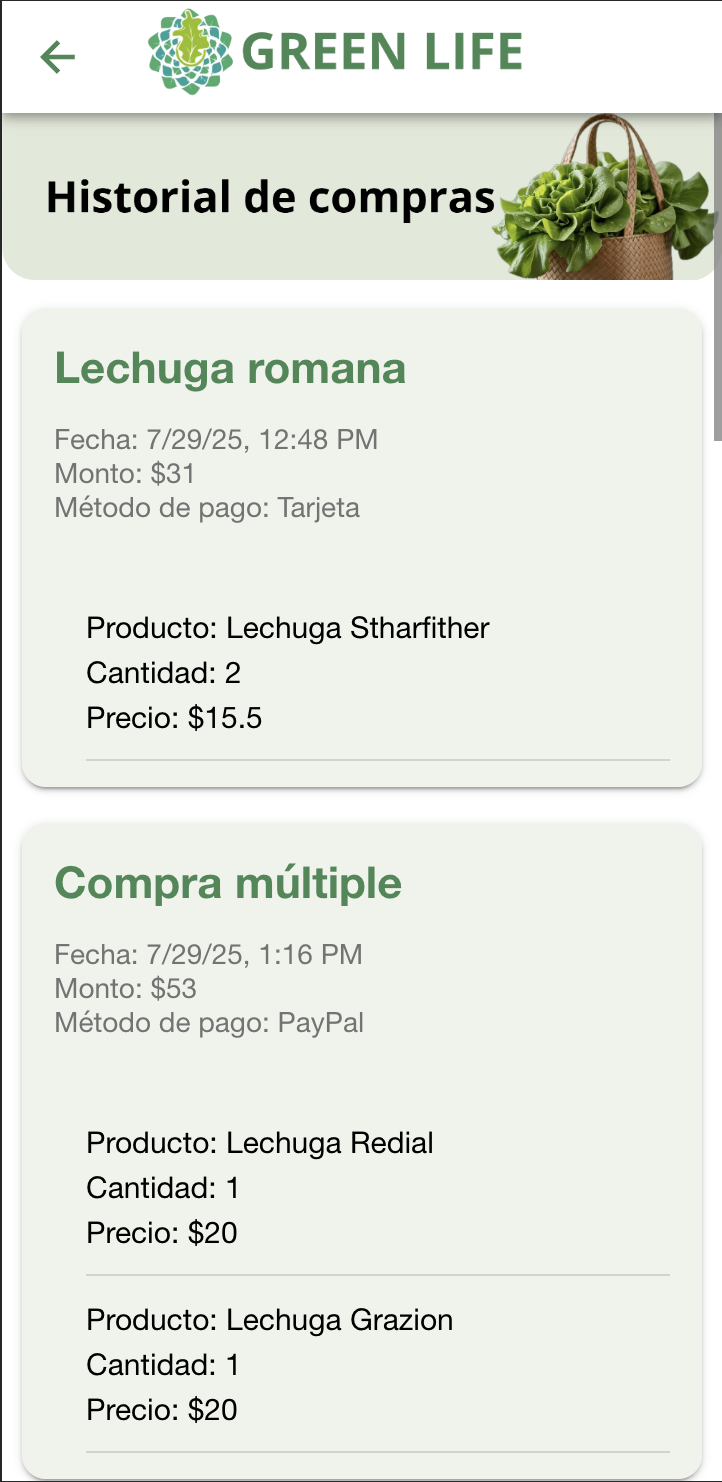 GREEN LIFE
Historial de compras
Lechuga romana
Fecha: 7/29/25, 12:48 PM
Monto: $31
Método de pago: Tarjeta
Producto: Lechuga Stharfither
Cantidad: 2
Precio: $15.5
Compra múltiple
Fecha: 7/29/25, 1:16 PM
Monto: $53
Método de pago: PayPal
Producto: Lechuga Redial
Cantidad: 1
Precio: $20
Producto: Lechuga Grazion
Cantidad: 1
Precio: $20